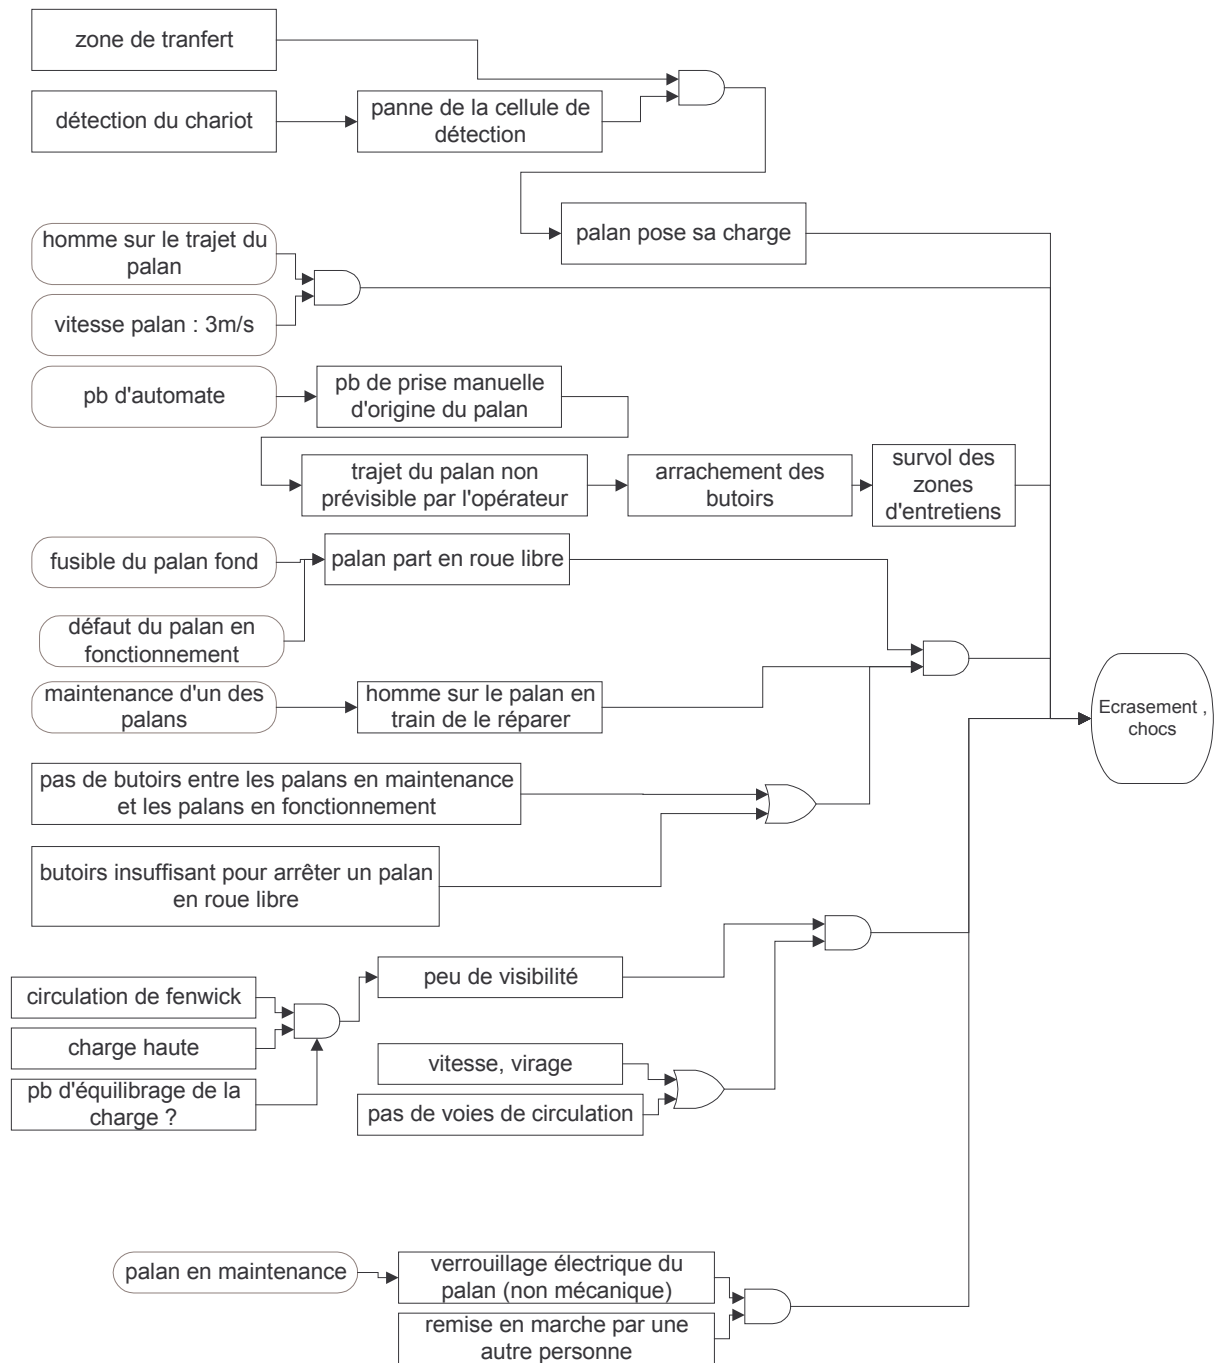 zone de tranfert
détection du chariot
panne de la cellule de
détection
palan pose sa charge
homme sur le trajet du
palan
vitesse palan : 3m/s
pb d'automate
pb de prise manuelle
d'origine du palan
trajet du palan non
prévisible par l'opérateur
arrachement des
butoirs
survol des
zones
d'entretiens
fusible du palan fond
palan part en roue libre
défaut du palan en
fonctionnement
maintenance d'un des
palans
homme sur le palan en
train de le réparer
Ecrasement ,
chocs
pas de butoirs entre les palans en maintenance
et les palans en fonctionnement
butoirs insuffisant pour arrêter un palan
en roue libre
peu de visibilité
circulation de fenwick
charge haute
pb d'équilibrage de la
charge ?
vitesse, virage
pas de voies de circulation
palan en maintenance
verrouillage électrique du
palan (non mécanique)
remise en marche par une
autre personne